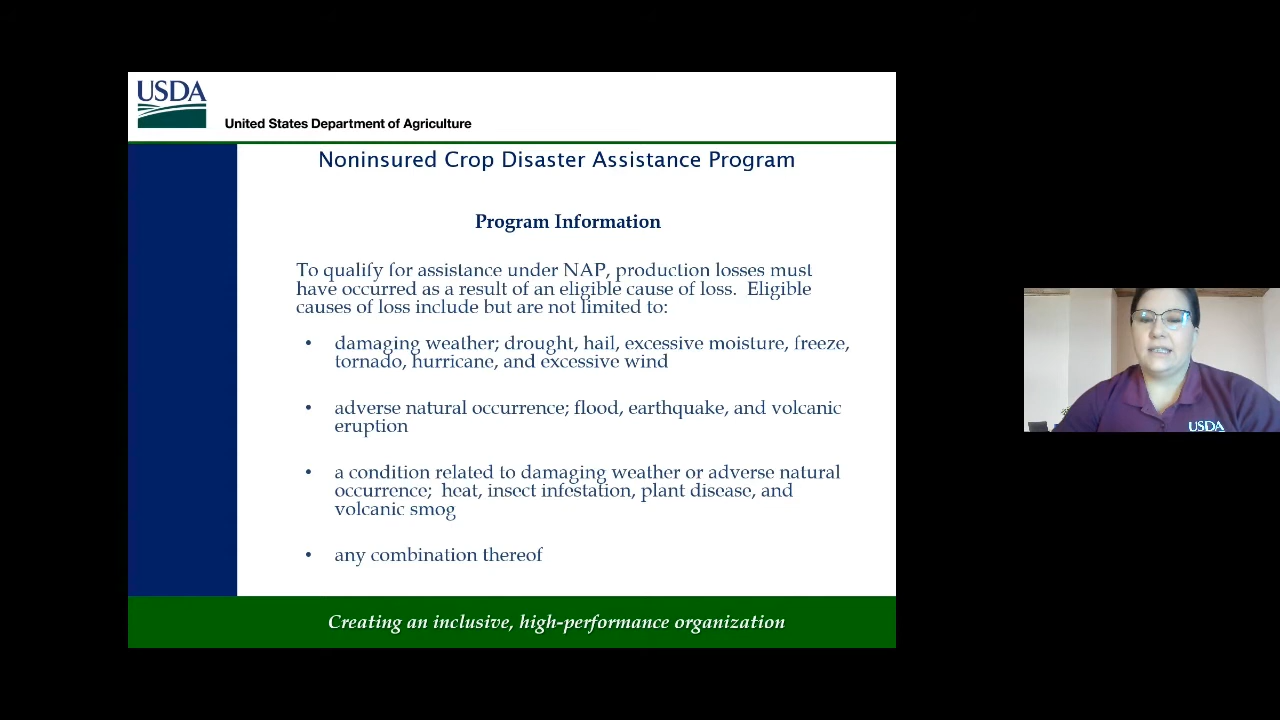 USDA
United States Department of Agriculture
Noninsured Crop Disaster Assistance Program
Program Information
To qualify for assistance under NAP, production losses must
have occurred as a result of an eligible cause of loss.  Eligible
causes of loss include but are not limited to:
• damaging weather; drought, hail, excessive moisture, freeze,
tornado, hurricane, and excessive wind
• adverse natural occurrence; flood, earthquake, and volcanic
eruption
• a condition related to damaging weather or adverse natural
occurrence;  heat, insect infestation, plant disease, and
volcanic smog
• any combination thereof
Creating an inclusive, high-performance organization
USDA